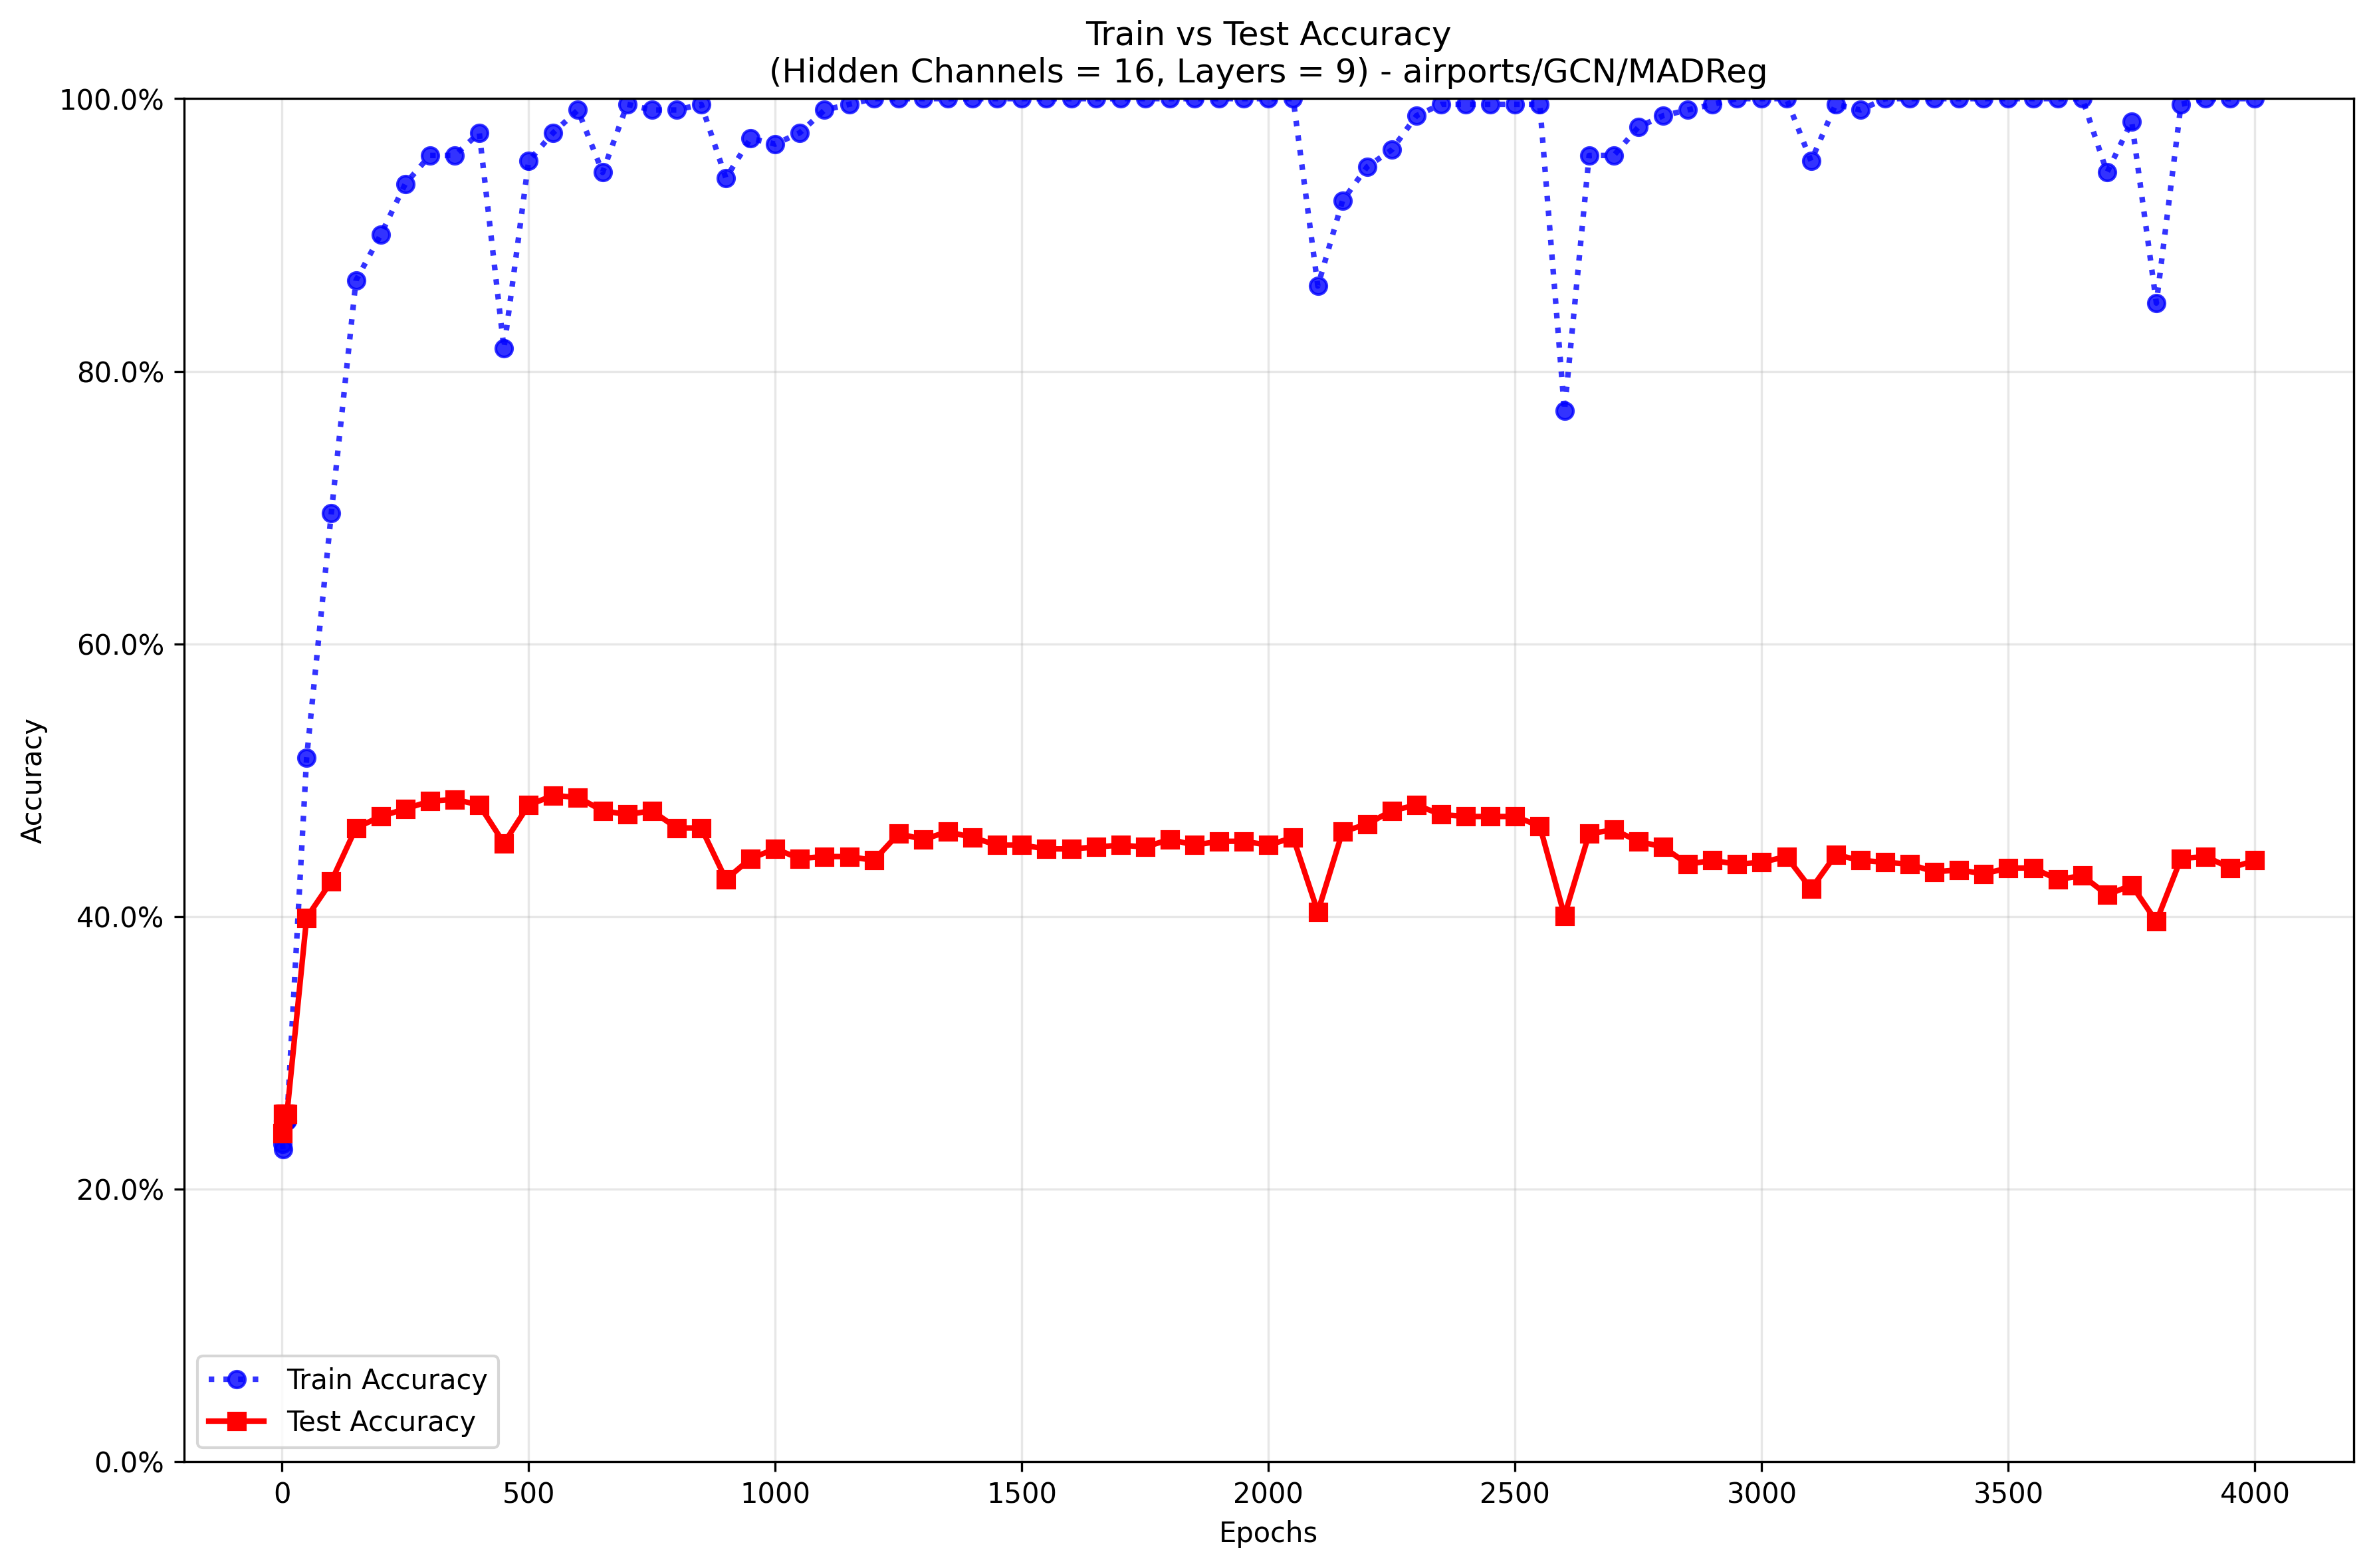 Train vs Test Accuracy
(Hidden Channels = 16, Layers = 9) - airports/GCN/MADReg
Accuracy
100.0%
80.0%
60.0%
40.0%
20.0%
0.0%
Train Accuracy
Test Accuracy
0 500 1000 1500 2000 2500 3000 3500 4000
Epochs